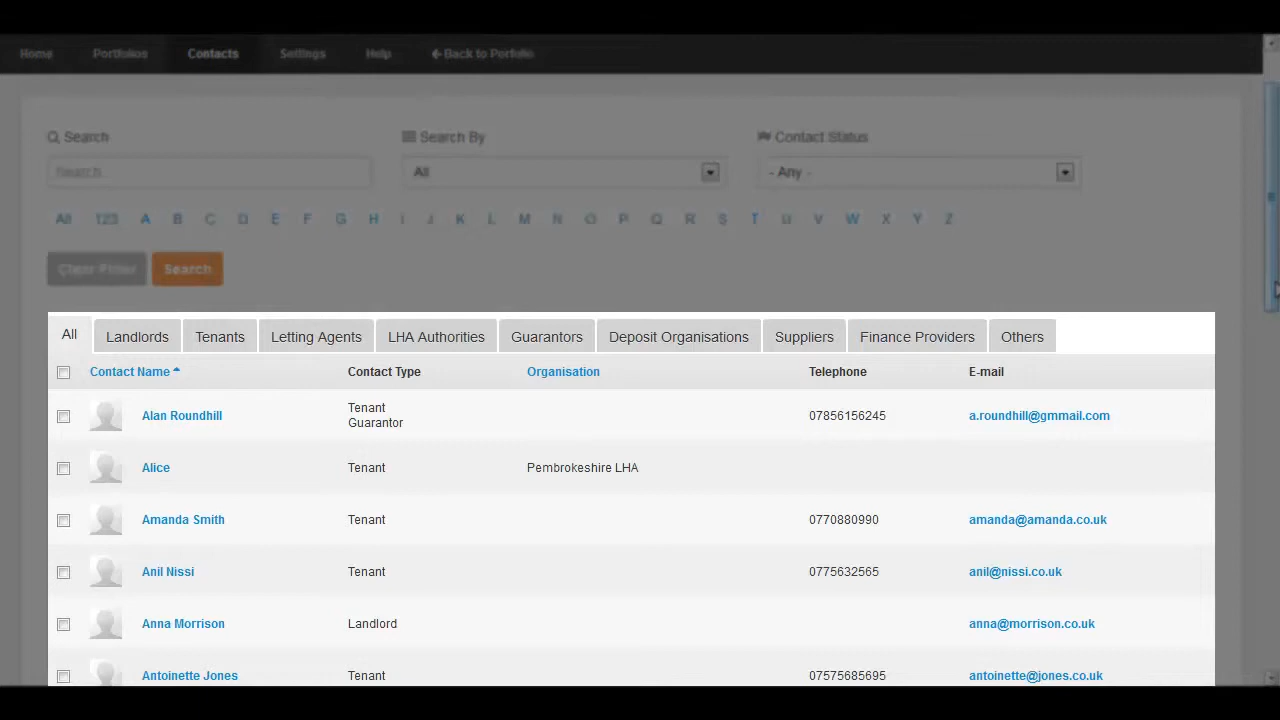 Home Portfolios Contacts Settings Help Back to Portfolio
Search Search By Contact Status
Search All - Any -
All 123 A B C D E F G H I J K L M N O P Q R S T U V W X Y Z
Clear Filter Search
All Landlords Tenants Letting Agents LHA Authorities Guarantors Deposit Organisations Suppliers Finance Providers Others
Contact Name Contact Type Organisation Telephone E-mail
Alan Roundhill Tenant 07856156245 a.roundhill@gmmail.com
Guarantor
Alice Tenant Pembrokeshire LHA
Amanda Smith Tenant 0770880990 amanda@amanda.co.uk
Anil Nissi Tenant 0775632565 anil@nissi.co.uk
Anna Morrison Landlord anna@morrison.co.uk
Antoinette Jones Tenant 07575685695 antoinette@jones.co.uk